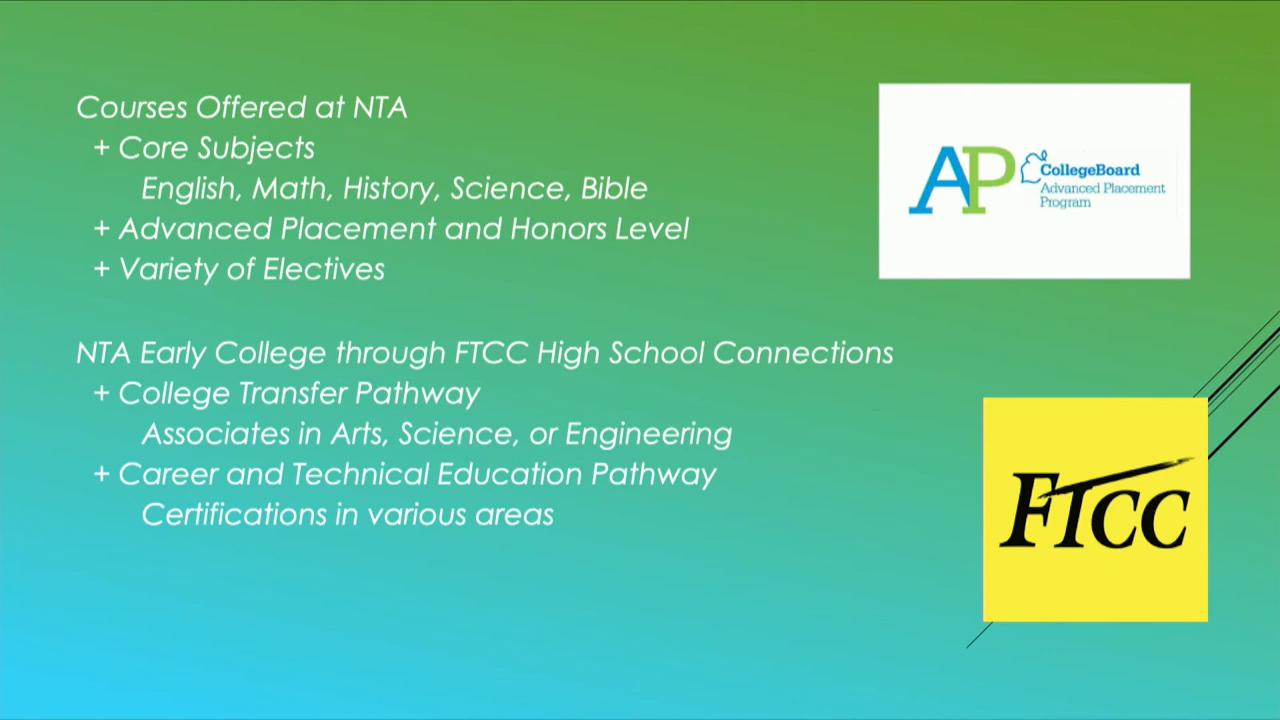 Courses Offered at NTA
+ Core Subjects
English, Math, History, Science, Bible
+ Advanced Placement and Honors Level
+ Variety of Electives
AP
CollegeBoard
Advanced Placement
Program
NTA Early College through FTCC High School Connections
+ College Transfer Pathway
Associates in Arts, Science, or Engineering
+ Career and Technical Education Pathway
Certifications in various areas
FTCC